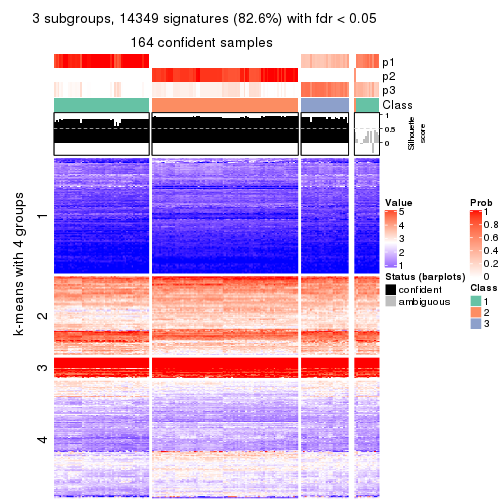 3 subgroups, 14349 signatures (82.6%) with fdr < 0.05
164 confident samples
p1
p2
p3
Class
1
0.5
0
Silhouette
score
k-means with 4 groups
1
2
3
4
Value
5
4
3
2
1
Status (barplots)
confident
ambiguous
Prob
1
0.8
0.6
0.4
0.2
0
Class
1
2
3